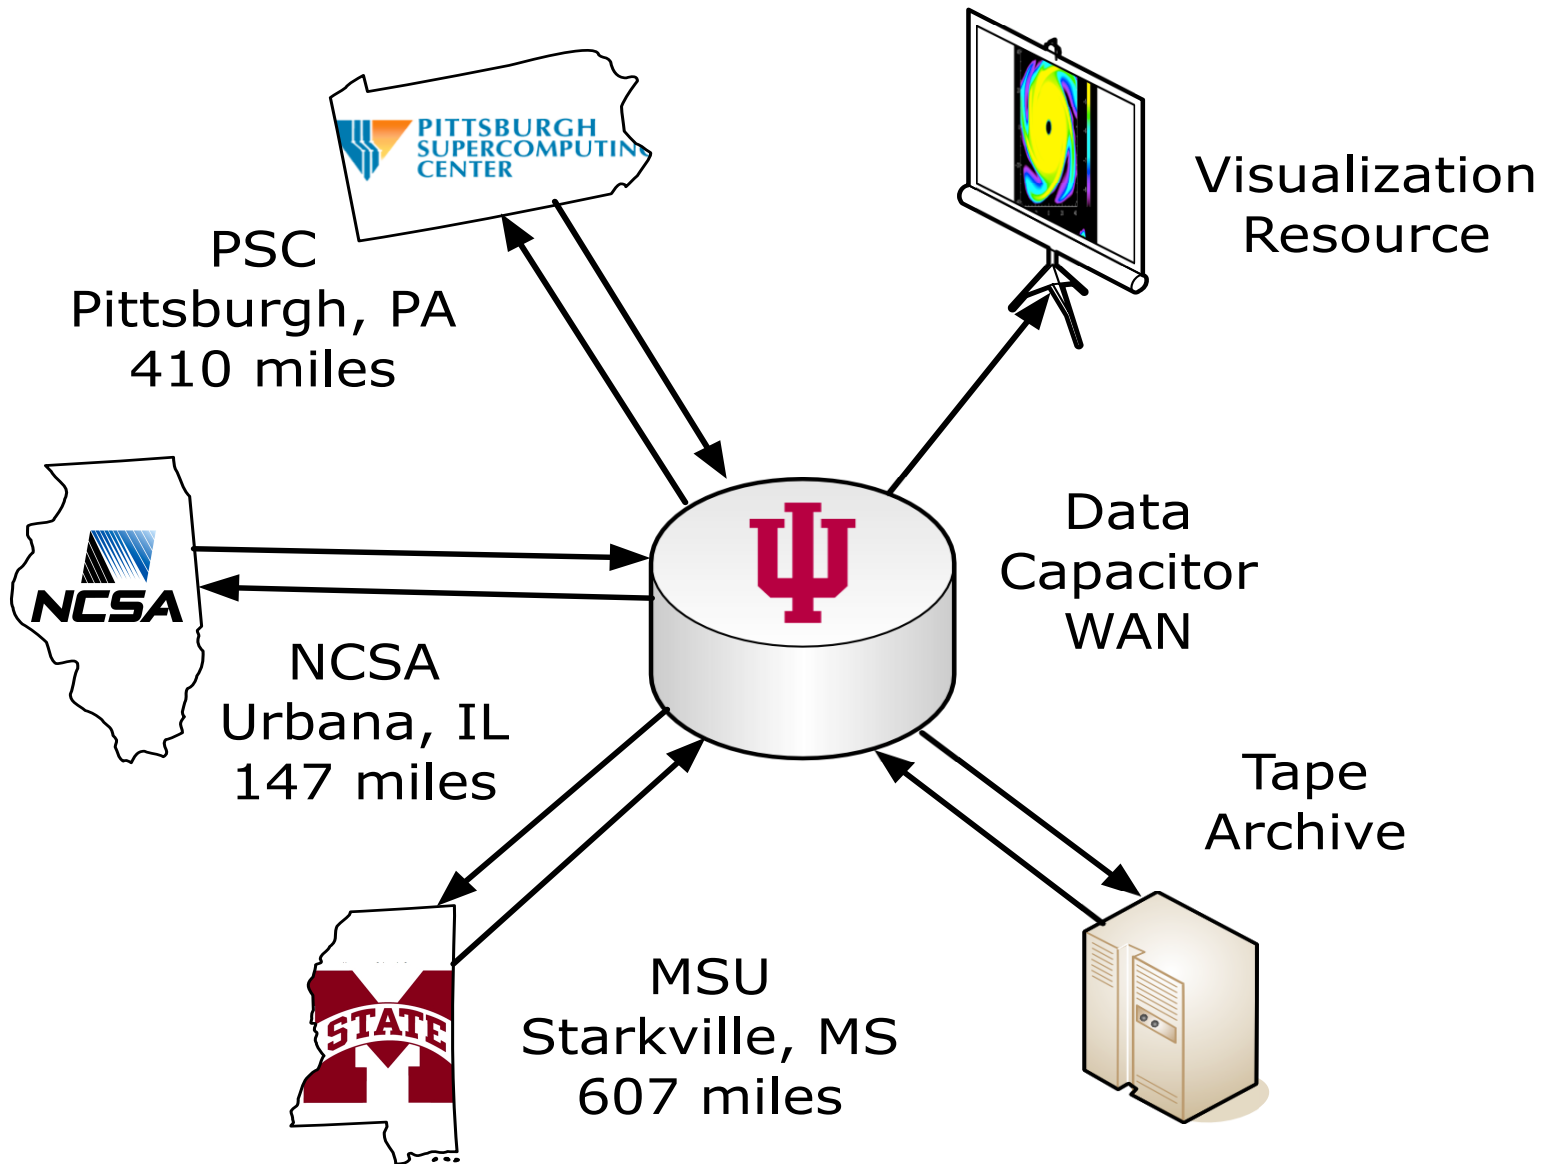 PITTSBURGH
SUPERCOMPUTING
CENTER
Visualization
Resource
PSC
Pittsburgh, PA
410 miles
Data
Capacitor
WAN
NCSA
NCSA
Urbana, IL
147 miles
Tape
Archive
STATE
MSU
Starkville, MS
607 miles